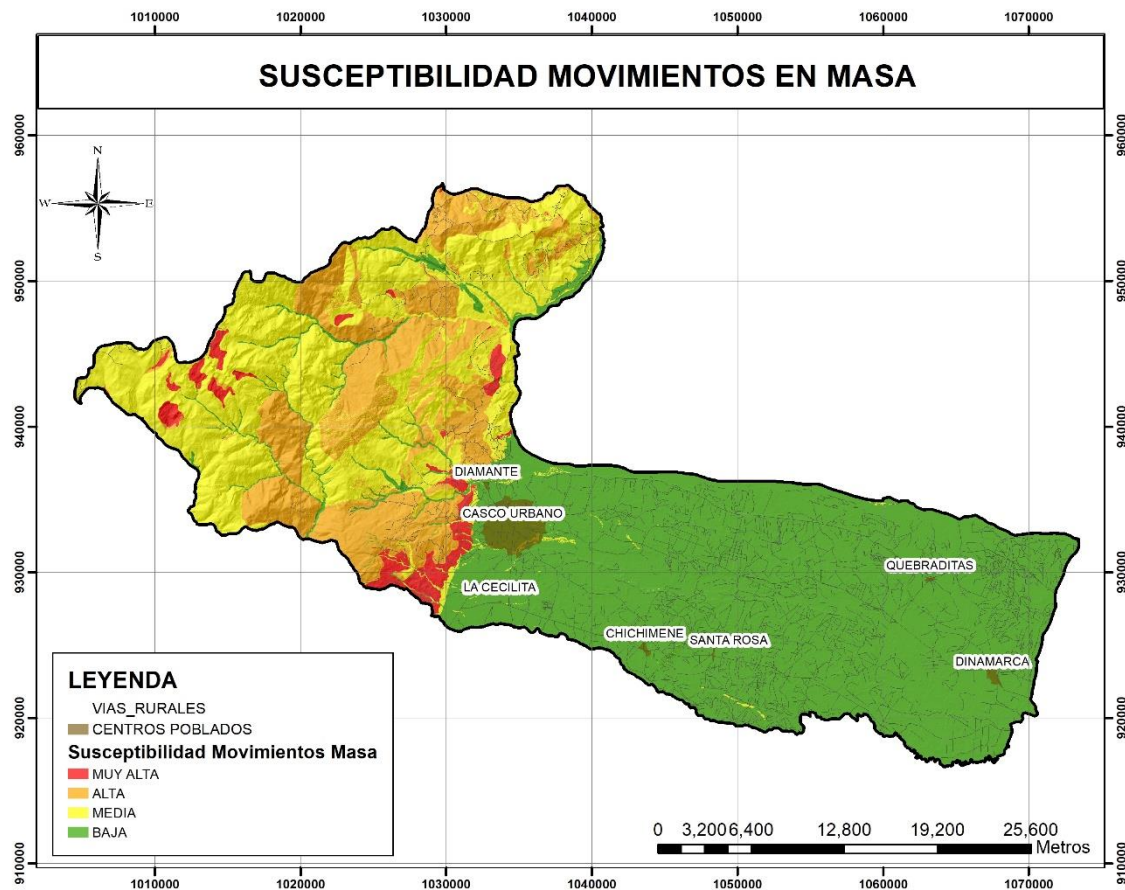 1010000 1020000 1030000 1040000 1050000 1060000 1070000
SUSCEPTIBILIDAD MOVIMIENTOS EN MASA
960000 960000
N
W E
S
950000 950000
940000 940000
DIAMANTE
CASCO URBANO
930000 930000
QUEBRADITAS
LA CECILITA
CHICHIMENE
SANTA ROSA
DINAMARCA
LEYENDA
VIAS_RURALES
CENTROS POBLADOS
Susceptibilidad Movimientos Masa
MUY ALTA
ALTA
MEDIA
BAJA
920000 920000
0 3,200 6,400 12,800 19,200 25,600
Metros
910000 910000
1010000 1020000 1030000 1040000 1050000 1060000 1070000